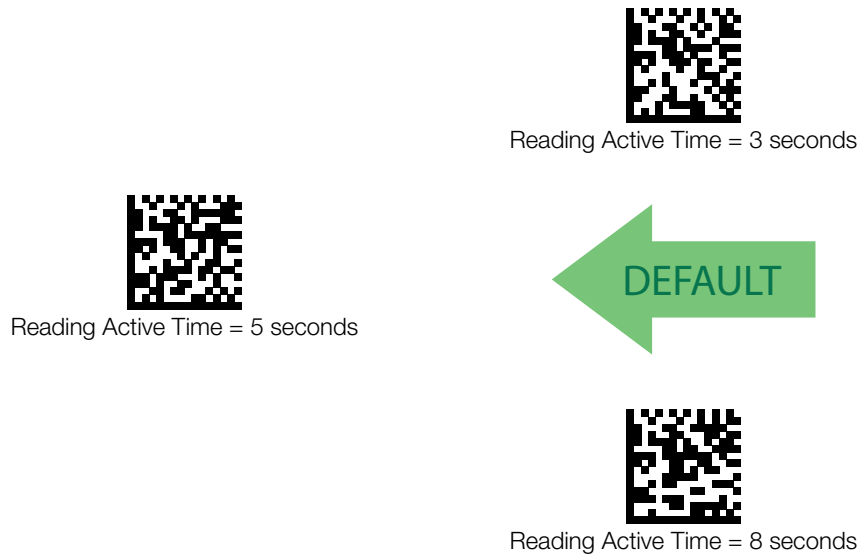 Reading Active Time = 3 seconds
DEFAULT
Reading Active Time = 5 seconds
Reading Active Time = 8 seconds